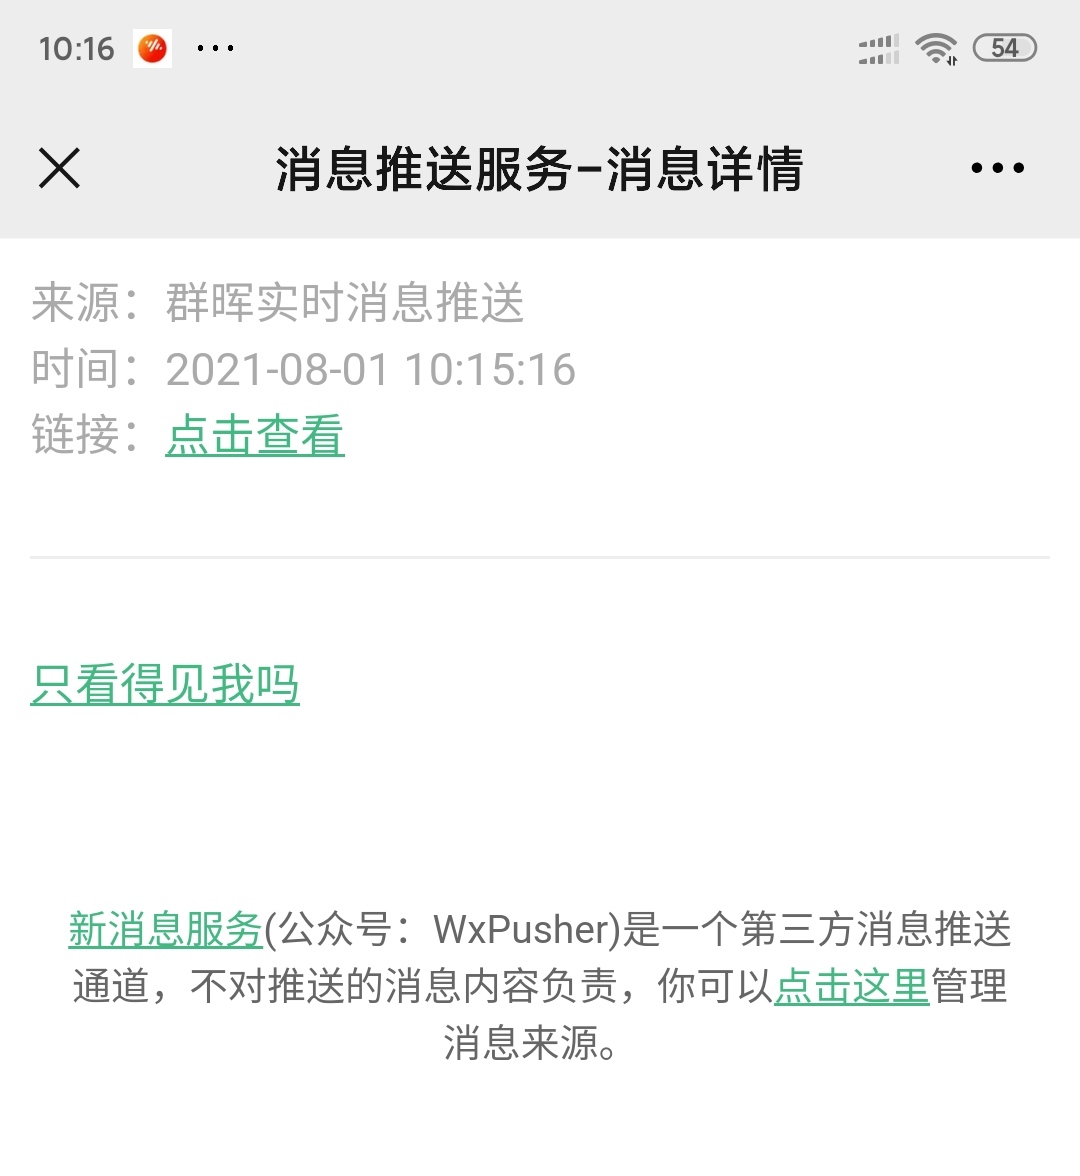 10:16
54
消息推送服务-消息详情
来源：群晖实时消息推送
时间：2021-08-01 10:15:16
链接：点击查看
只看得见我吗
新消息服务(公众号：WxPusher)是一个第三方消息推送
通道，不对推送的消息内容负责，你可以点击这里管理
消息来源。